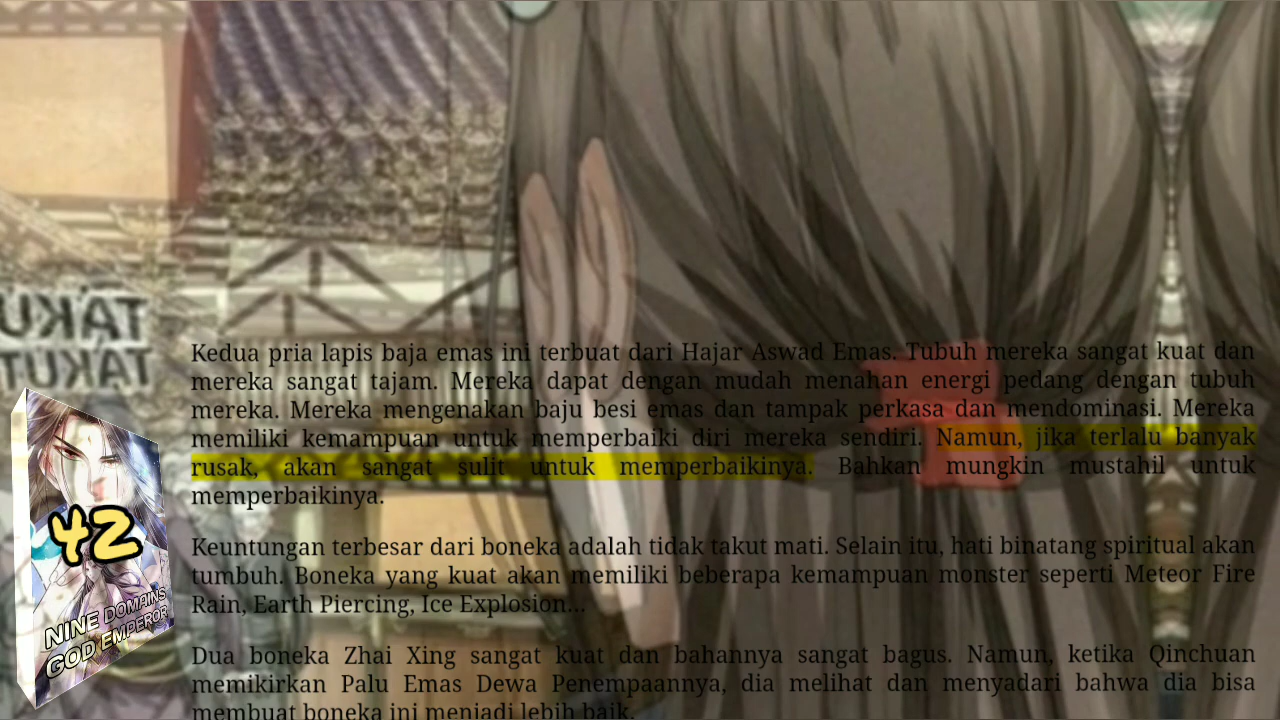 TAKUT
TAKUT
42
NINE DOMAINS
GOD EMPEROR
Kedua pria lapis baja emas ini terbuat dari Hajar Aswad Emas. Tubuh mereka sangat kuat dan
mereka sangat tajam. Mereka dapat dengan mudah menahan energi pedang dengan tubuh
mereka. Mereka mengenakan baju besi emas dan tampak perkasa dan mendominasi. Mereka
memiliki kemampuan untuk memperbaiki diri mereka sendiri. Namun, jika terlalu banyak
rusak, akan sangat sulit untuk memperbaikinya. Bahkan mungkin mustahil untuk
memperbaikinya.
Keuntungan terbesar dari boneka adalah tidak takut mati. Selain itu, hati binatang spiritual akan
tumbuh. Boneka yang kuat akan memiliki beberapa kemampuan monster seperti Meteor Fire
Rain, Earth Piercing, Ice Explosion...
Dua boneka Zhai Xing sangat kuat dan bahannya sangat bagus. Namun, ketika Qinchuan
memikirkan Palu Emas Dewa Penempaannya, dia melihat dan menyadari bahwa dia bisa
membuat boneka ini menjadi lebih baik.